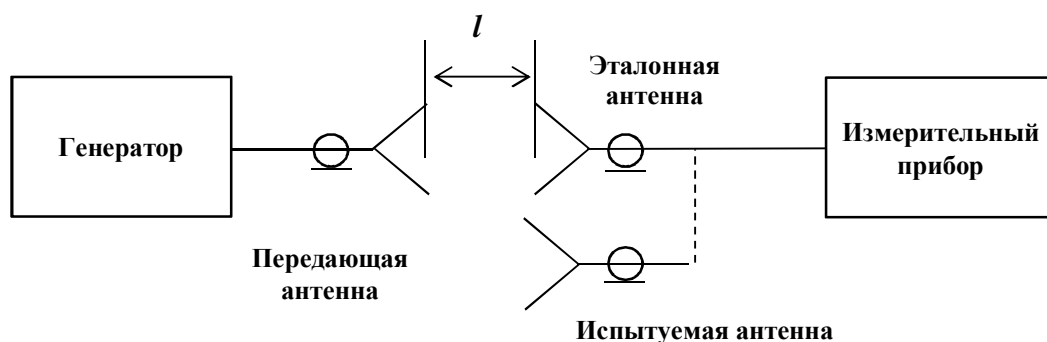 l
Эталонная
антенна
Генератор
Измерительный
прибор
Передающая
антенна
Испытуемая антенна